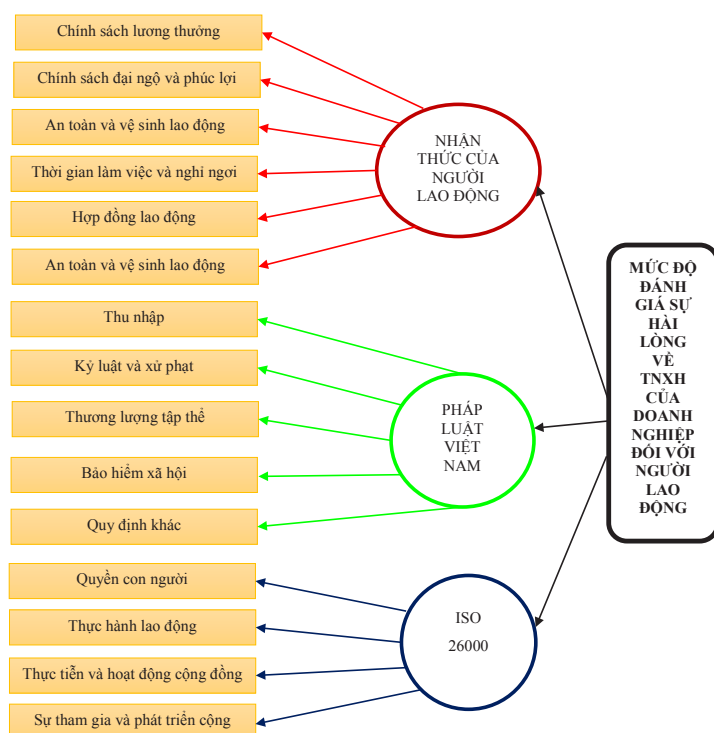 Chính sách lương thưởng
Chính sách đại ngộ và phúc lợi
An toàn và vệ sinh lao động
Thời gian làm việc và nghỉ ngơi
Hợp đồng lao động
An toàn và vệ sinh lao động
NHẬN
THỨC CỦA
NGƯỜI
LAO ĐỘNG
Thu nhập
Kỷ luật và xử phạt
Thương lượng tập thể
Bảo hiểm xã hội
Quy định khác
PHÁP
LUẬT
VIỆT
NAM
Quyền con người
Thực hành lao động
Thực tiễn và hoạt động cộng đồng
Sự tham gia và phát triển cộng
ISO
26000
MỨC ĐỘ
ĐÁNH
GIÁ SỰ
HÀI
LÒNG
VỀ
TNXH
CỦA
DOANH
NGHIỆP
ĐỐI VỚI
NGƯỜI
LAO
ĐỘNG